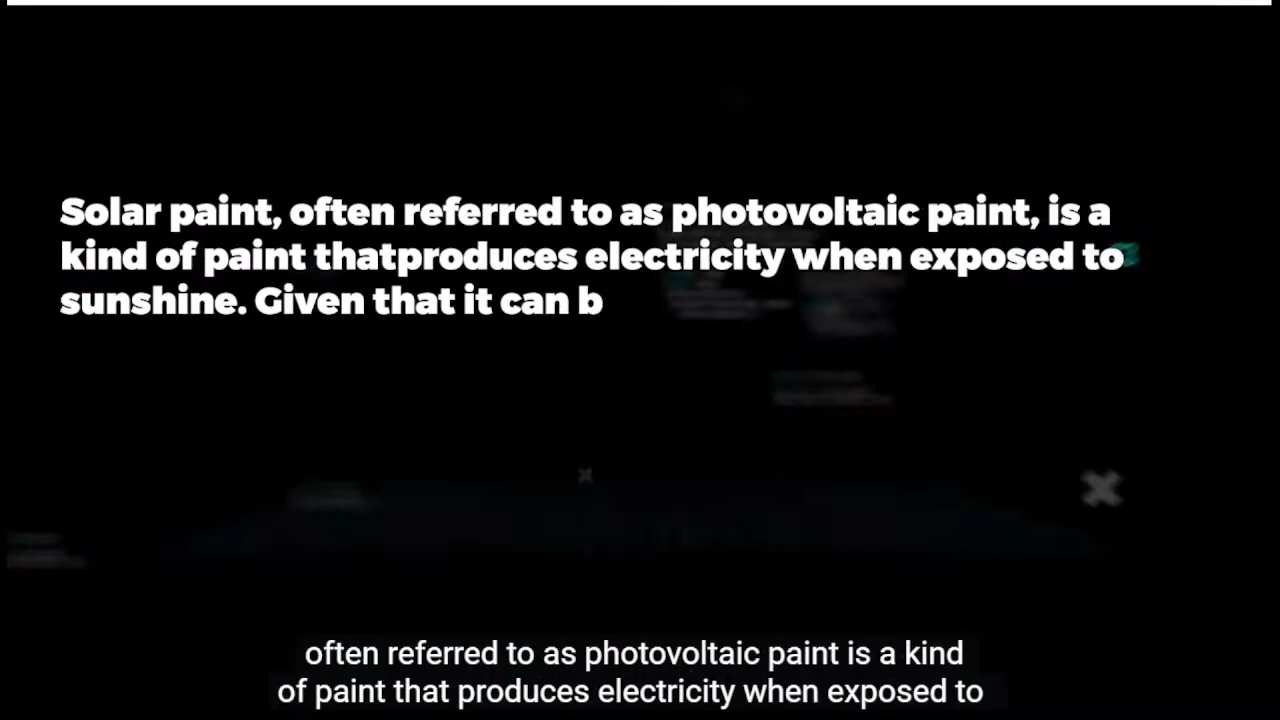 Solar paint, often referred to as photovoltaic paint, is a
kind of paint thatproduces electricity when exposed to
sunshine. Given that it can b
often referred to as photovoltaic paint is a kind
of paint that produces electricity when exposed to